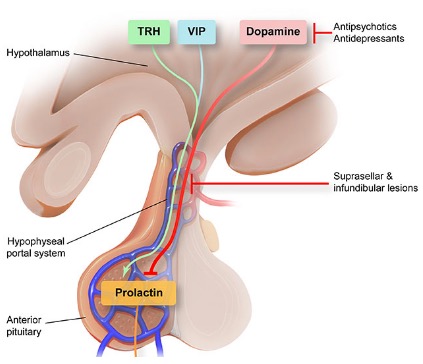 TRH
VIP
Dopamine
Antipsychotics
Antidepressants
Hypothalamus
Suprasellar &
infundibular lesions
Hypophyseal
portal system
Prolactin
Anterior
pituitary